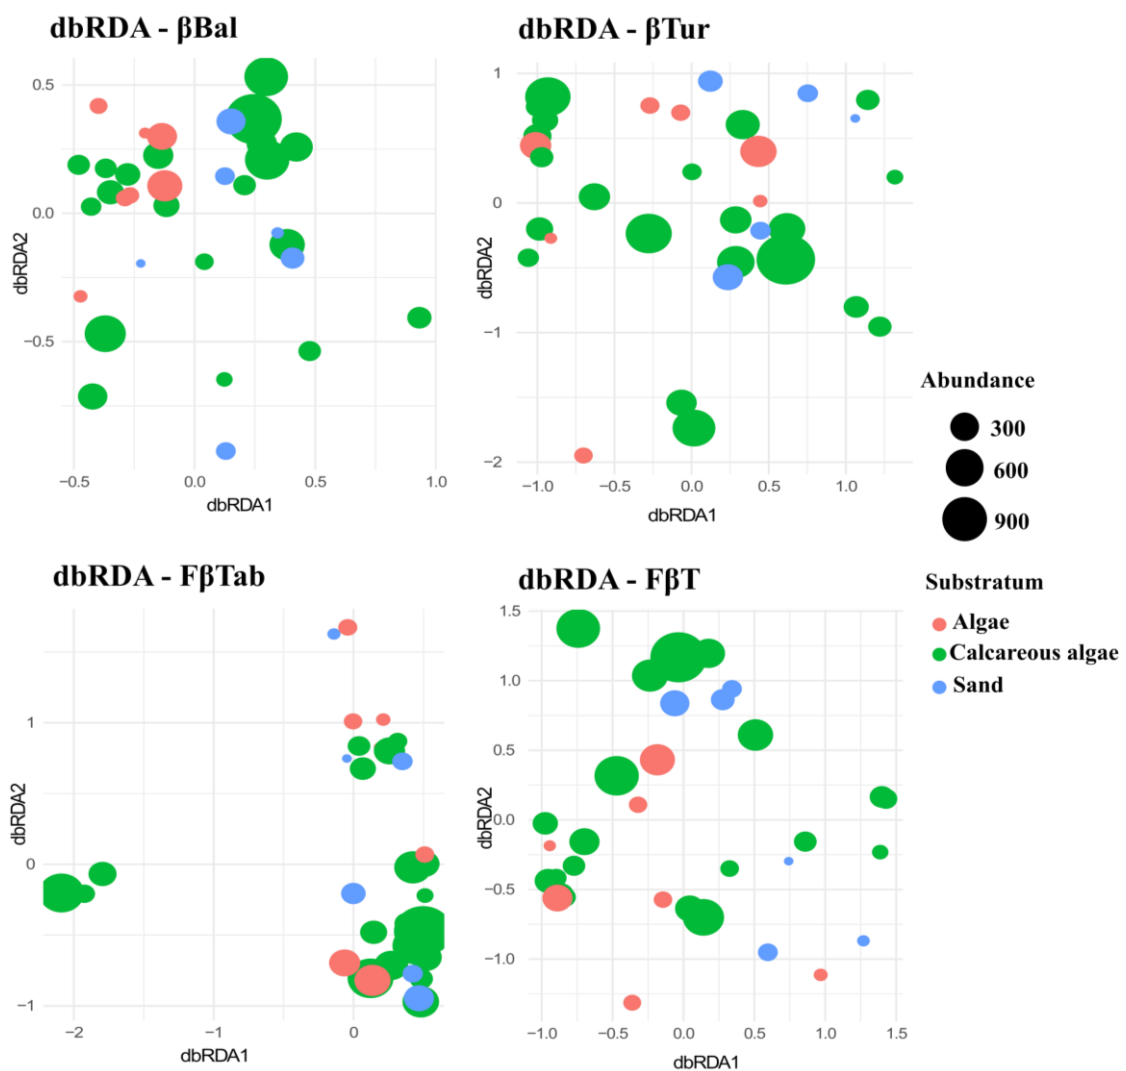 dbRDA - βBal
dbRDA2
0.5
0.0
−0.5
−0.5
0.0
0.5
1.0
dbRDA1
dbRDA - βTur
dbRDA2
1
0
−1
−2
−1.0
−0.5
0.0
0.5
1.0
dbRDA1
Abundance
300
600
900
Substratum
Algae
Calcareous algae
Sand
dbRDA - FβTab
dbRDA2
1
0
−1
−2
−1
0
dbRDA1
dbRDA - FβT
dbRDA2
1.5
1.0
0.5
0.0
−0.5
−1.0
−1.0
−0.5
0.0
0.5
1.0
1.5
dbRDA1